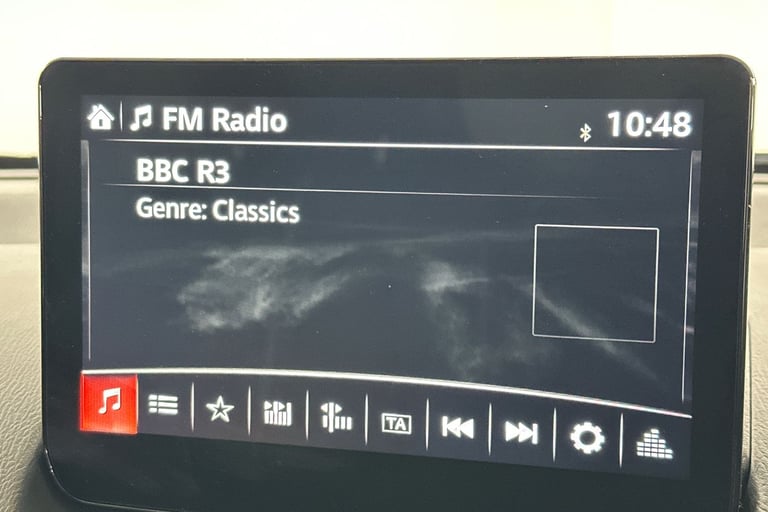 FM Radio
10:48
BBC R3
Genre: Classics
TA